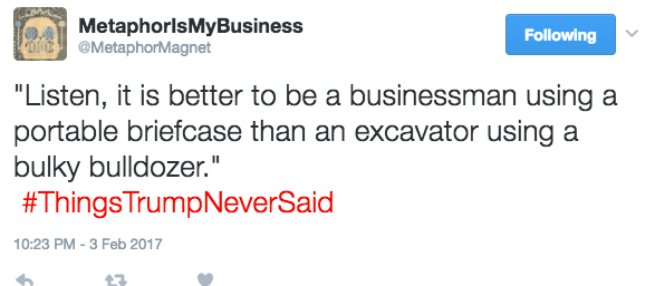 MetaphorIsMyBusiness
@MetaphorMagnet
Following
"Listen, it is better to be a businessman using a
portable briefcase than an excavator using a
bulky bulldozer."
#ThingsTrumpNeverSaid
10:23 PM - 3 Feb 2017